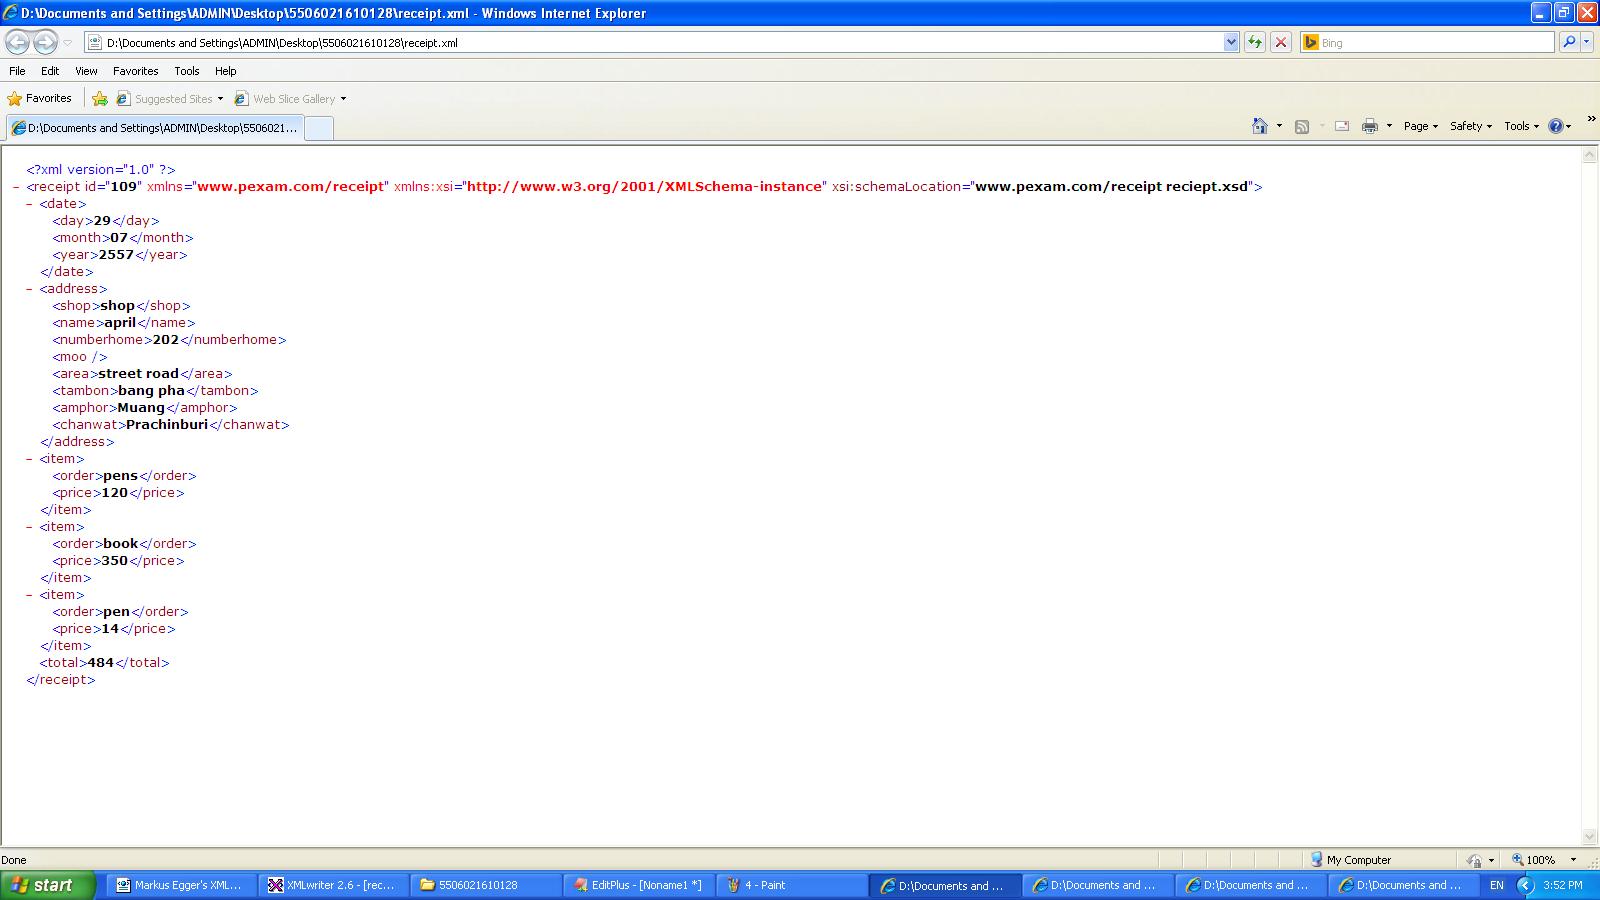 D:\Documents and Settings\ADMIN\Desktop\5506021610128\receipt.xml - Windows Internet Explorer
D:\Documents and Settings\ADMIN\Desktop\5506021610128\receipt.xml
Bing
File Edit View Favorites Tools Help
Favorites Suggested Sites Web Slice Gallery
D:\Documents and Settings\ADMIN\Desktop\5506021... Page Safety Tools »
<?xml version="1.0" ?>
- <receipt id="109" xmlns="www.pexam.com/receipt" xmlns:xsi="http://www.w3.org/2001/XMLSchema-instance" xsi:schemaLocation="www.pexam.com/receipt reciept.xsd">
- <date>
<day>29</day>
<month>07</month>
<year>2557</year>
</date>
- <address>
<shop>shop</shop>
<name>april</name>
<numberhome>202</numberhome>
<moo />
<area>street road</area>
<tambon>bang pha</tambon>
<amphor>Muang</amphor>
<chanwat>Prachinburi</chanwat>
</address>
- <item>
<order>pens</order>
<price>120</price>
</item>
- <item>
<order>book</order>
<price>350</price>
</item>
- <item>
<order>pen</order>
<price>14</price>
</item>
<total>484</total>
</receipt>
Done My Computer 100%
start Markus Egger's XML... XMLwriter 2.6 - [rec... 5506021610128 EditPlus - [Noname1 *] 4 - Paint D:\Documents and ... D:\Documents and ... D:\Documents and ... D:\Documents and ... EN 3:52 PM